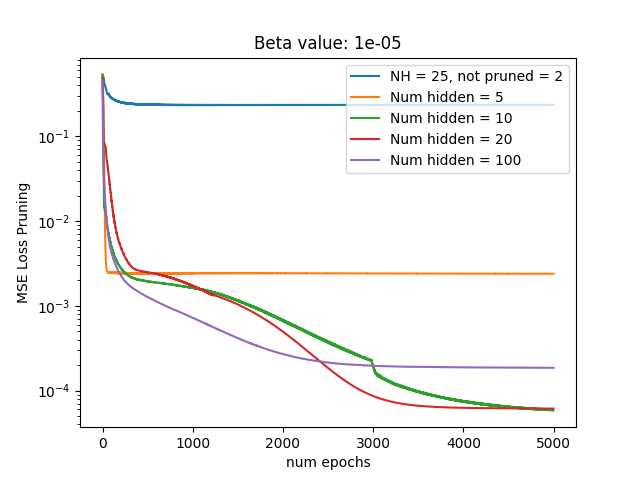 Beta value: 1e-05
MSE Loss Pruning
10⁻¹
10⁻²
10⁻³
10⁻⁴
NH = 25, not pruned = 2
Num hidden = 5
Num hidden = 10
Num hidden = 20
Num hidden = 100
0 1000 2000 3000 4000 5000
num epochs